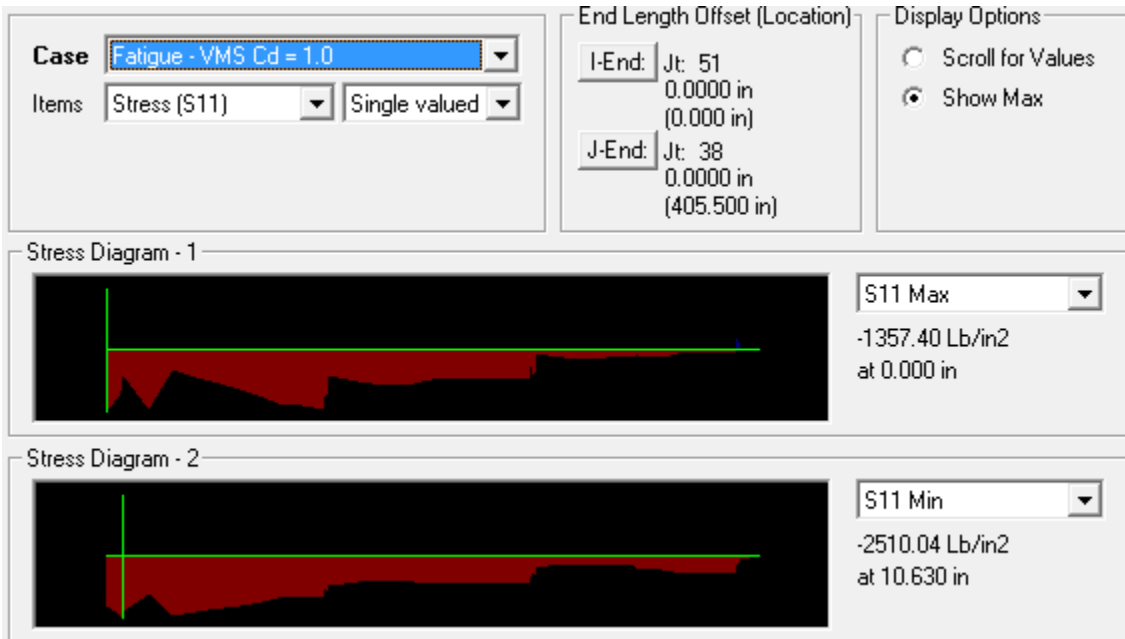 Case Fatigue - VMS Cd = 1.0
Items Stress (S11) Single valued
End Length Offset (Location)
I-End: Jt: 51
0.0000 in
(0.000 in)
J-End: Jt: 38
0.0000 in
(405.500 in)
Display Options
Scroll for Values
Show Max
Stress Diagram - 1
S11 Max
-1357.40 Lb/in2
at 0.000 in
Stress Diagram - 2
S11 Min
-2510.04 Lb/in2
at 10.630 in